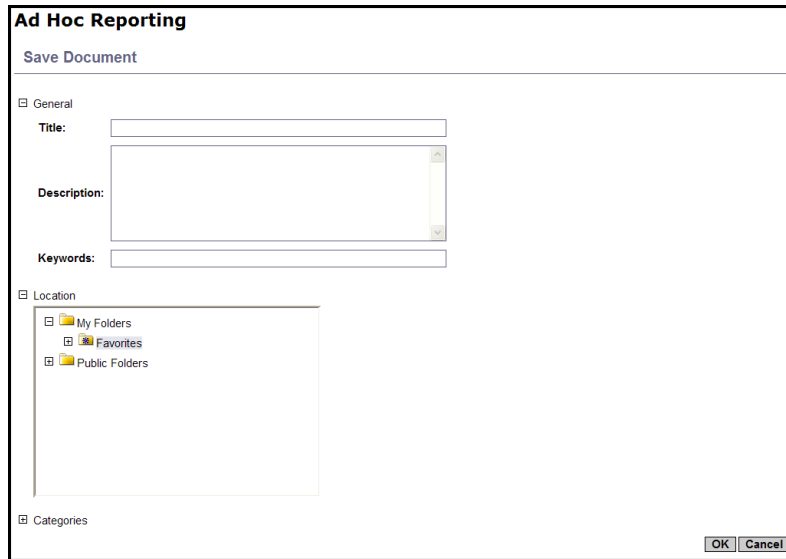 Ad Hoc Reporting
Save Document
General
Title:
Description:
Keywords:
Location
My Folders
Favorites
Public Folders
Categories
OK Cancel